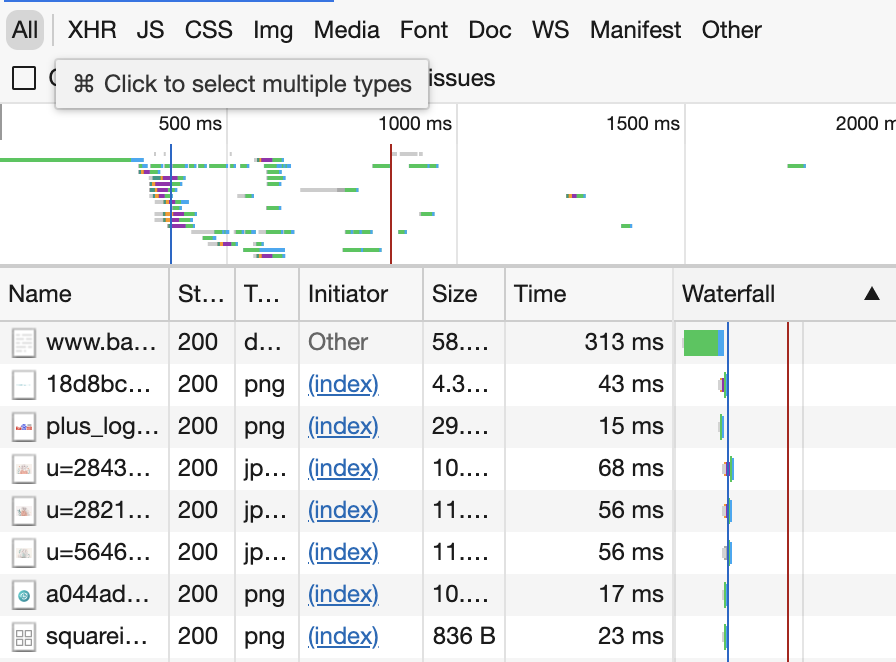 All XHR JS CSS Img Media Font Doc WS Manifest Other
⌘ Click to select multiple types issues
500 ms 1000 ms 1500 ms 2000 m
Name St... T... Initiator Size Time Waterfall ▲
www.ba... 200 d... Other 58.... 313 ms
18d8bc... 200 png (index) 4.3... 43 ms
plus_log... 200 png (index) 29.... 15 ms
u=2843... 200 jp... (index) 10.... 68 ms
u=2821... 200 jp... (index) 11.... 56 ms
u=5646... 200 jp... (index) 11.... 56 ms
a044ad... 200 png (index) 10.... 17 ms
squarei... 200 png (index) 836 B 23 ms